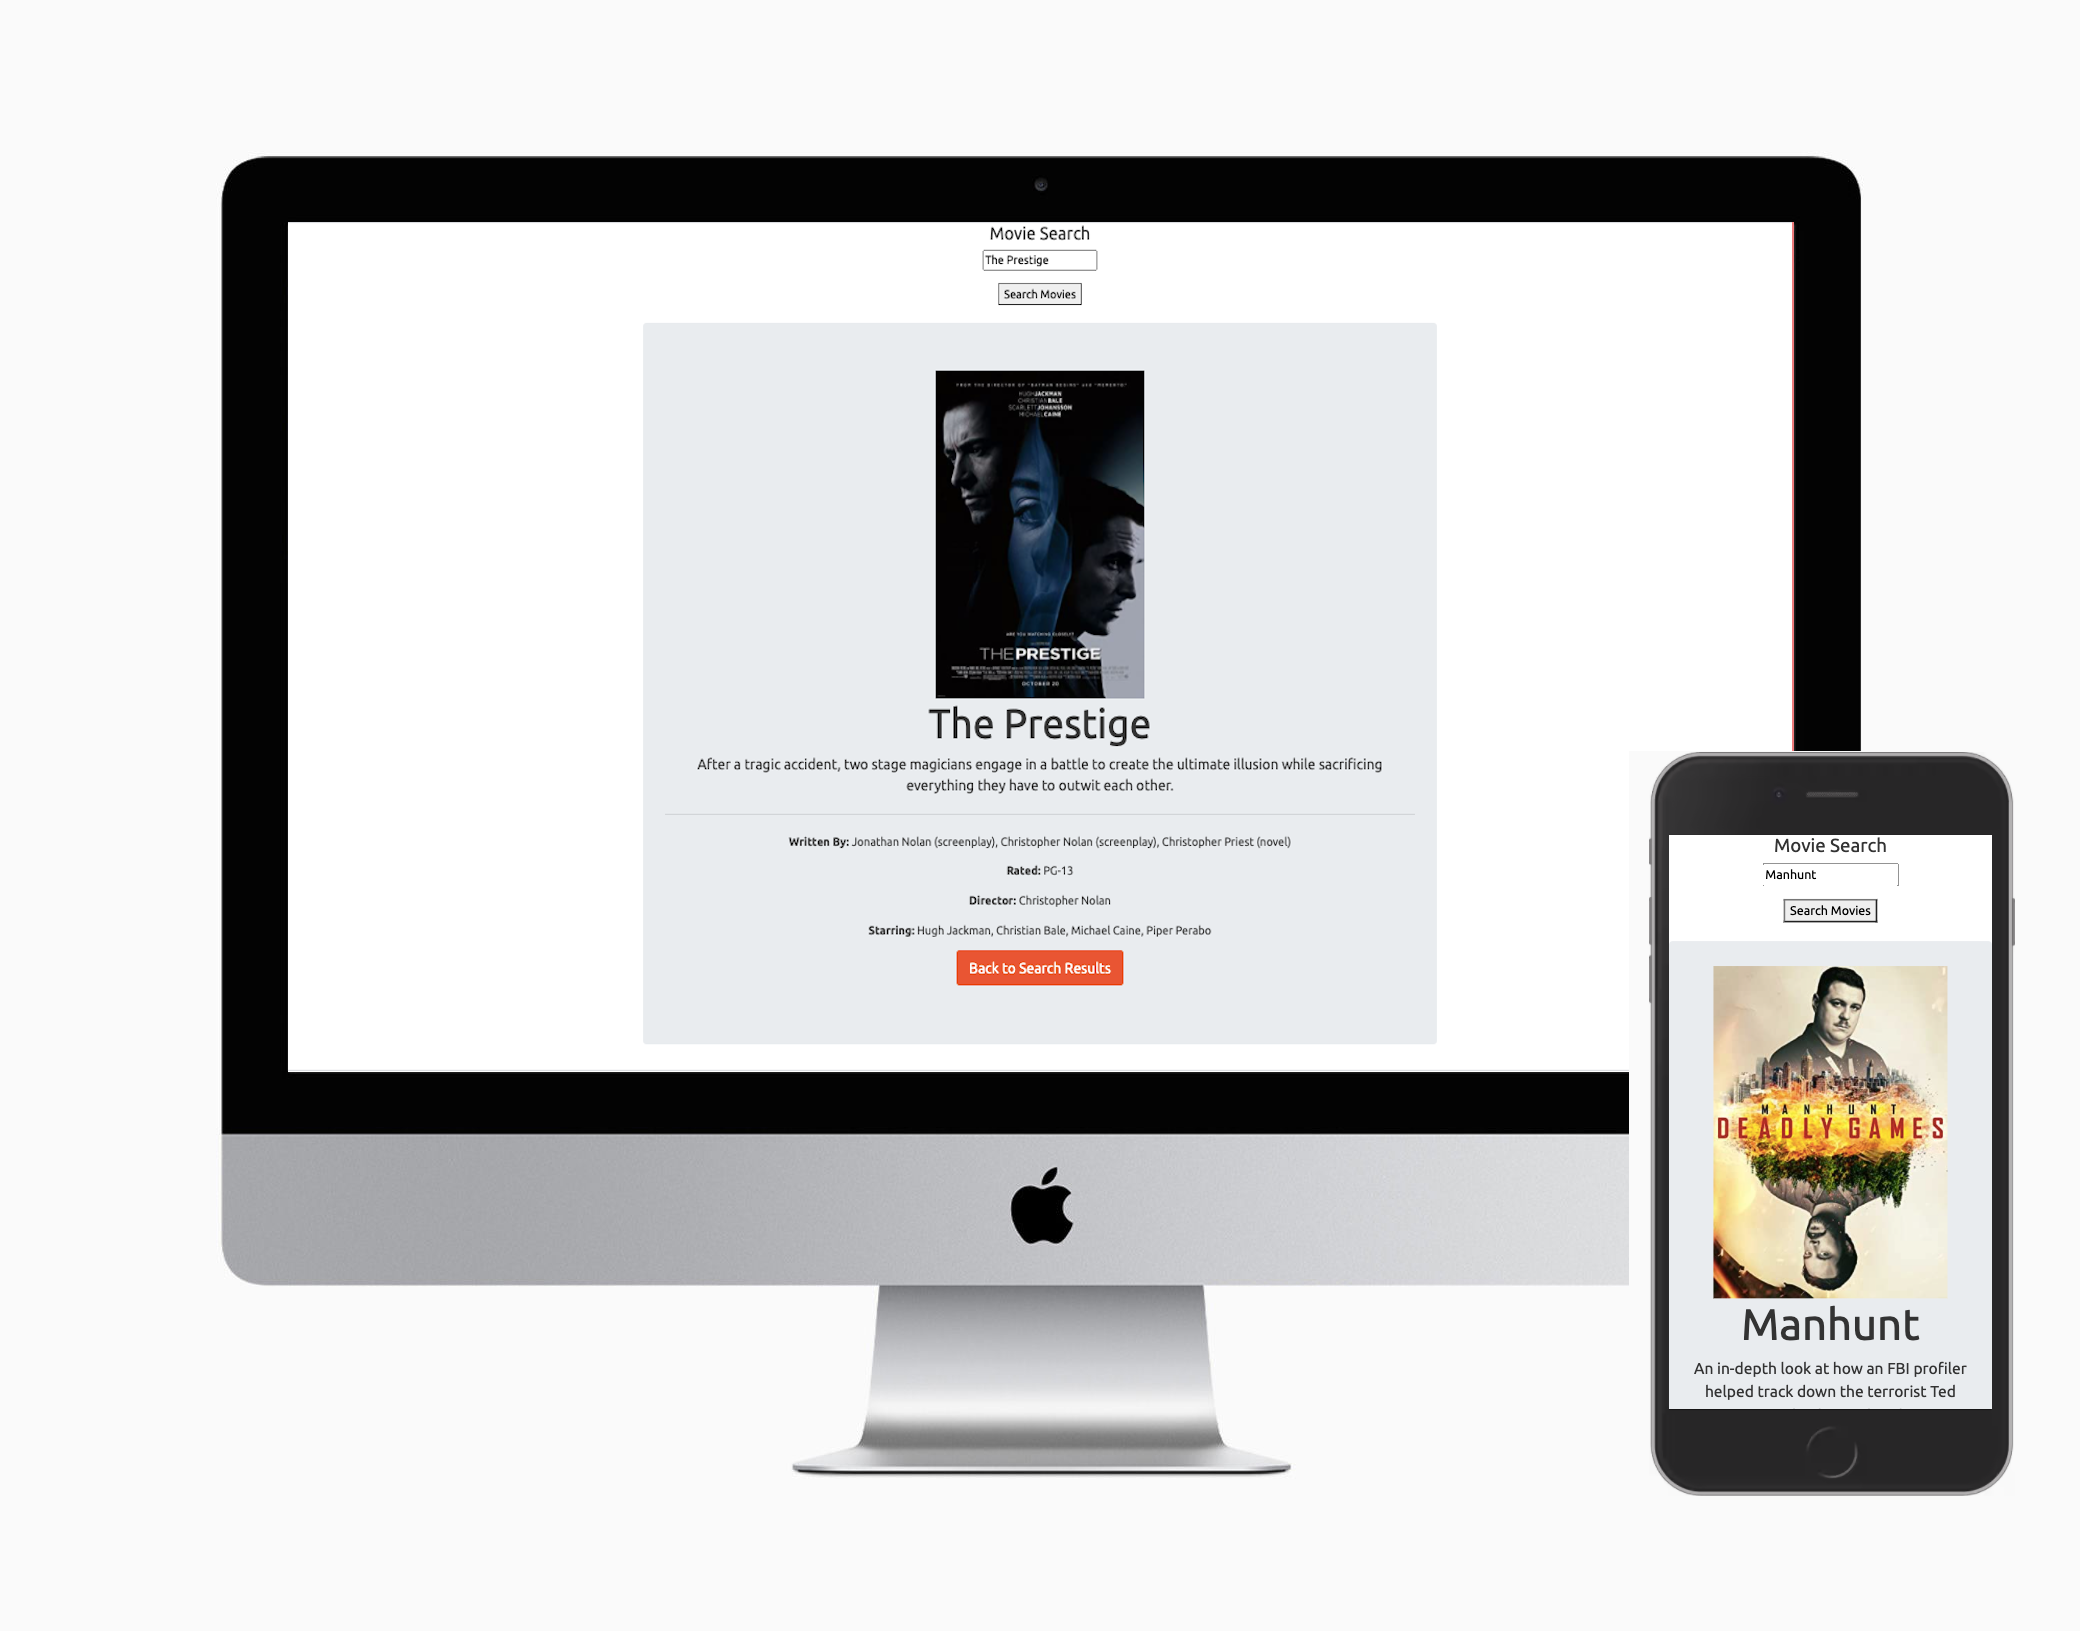 Movie Search
The Prestige
Search Movies
FROM THE DIRECTOR OF "BATMAN BEGINS" AND "MEMENTO"
HUGH JACKMAN
CHRISTIAN BALE
SCARLETT JOHANSSON
MICHAEL CAINE
ARE YOU WATCHING CLOSELY?
THE PRESTIGE
OCTOBER 20
The Prestige
After a tragic accident, two stage magicians engage in a battle to create the ultimate illusion while sacrificing
everything they have to outwit each other.
Written By: Jonathan Nolan (screenplay), Christopher Nolan (screenplay), Christopher Priest (novel)
Rated: PG-13
Director: Christopher Nolan
Starring: Hugh Jackman, Christian Bale, Michael Caine, Piper Perabo
Back to Search Results
Movie Search
Manhunt
Search Movies
MANHUNT
DEADLY GAMES
Manhunt
An in-depth look at how an FBI profiler
helped track down the terrorist Ted